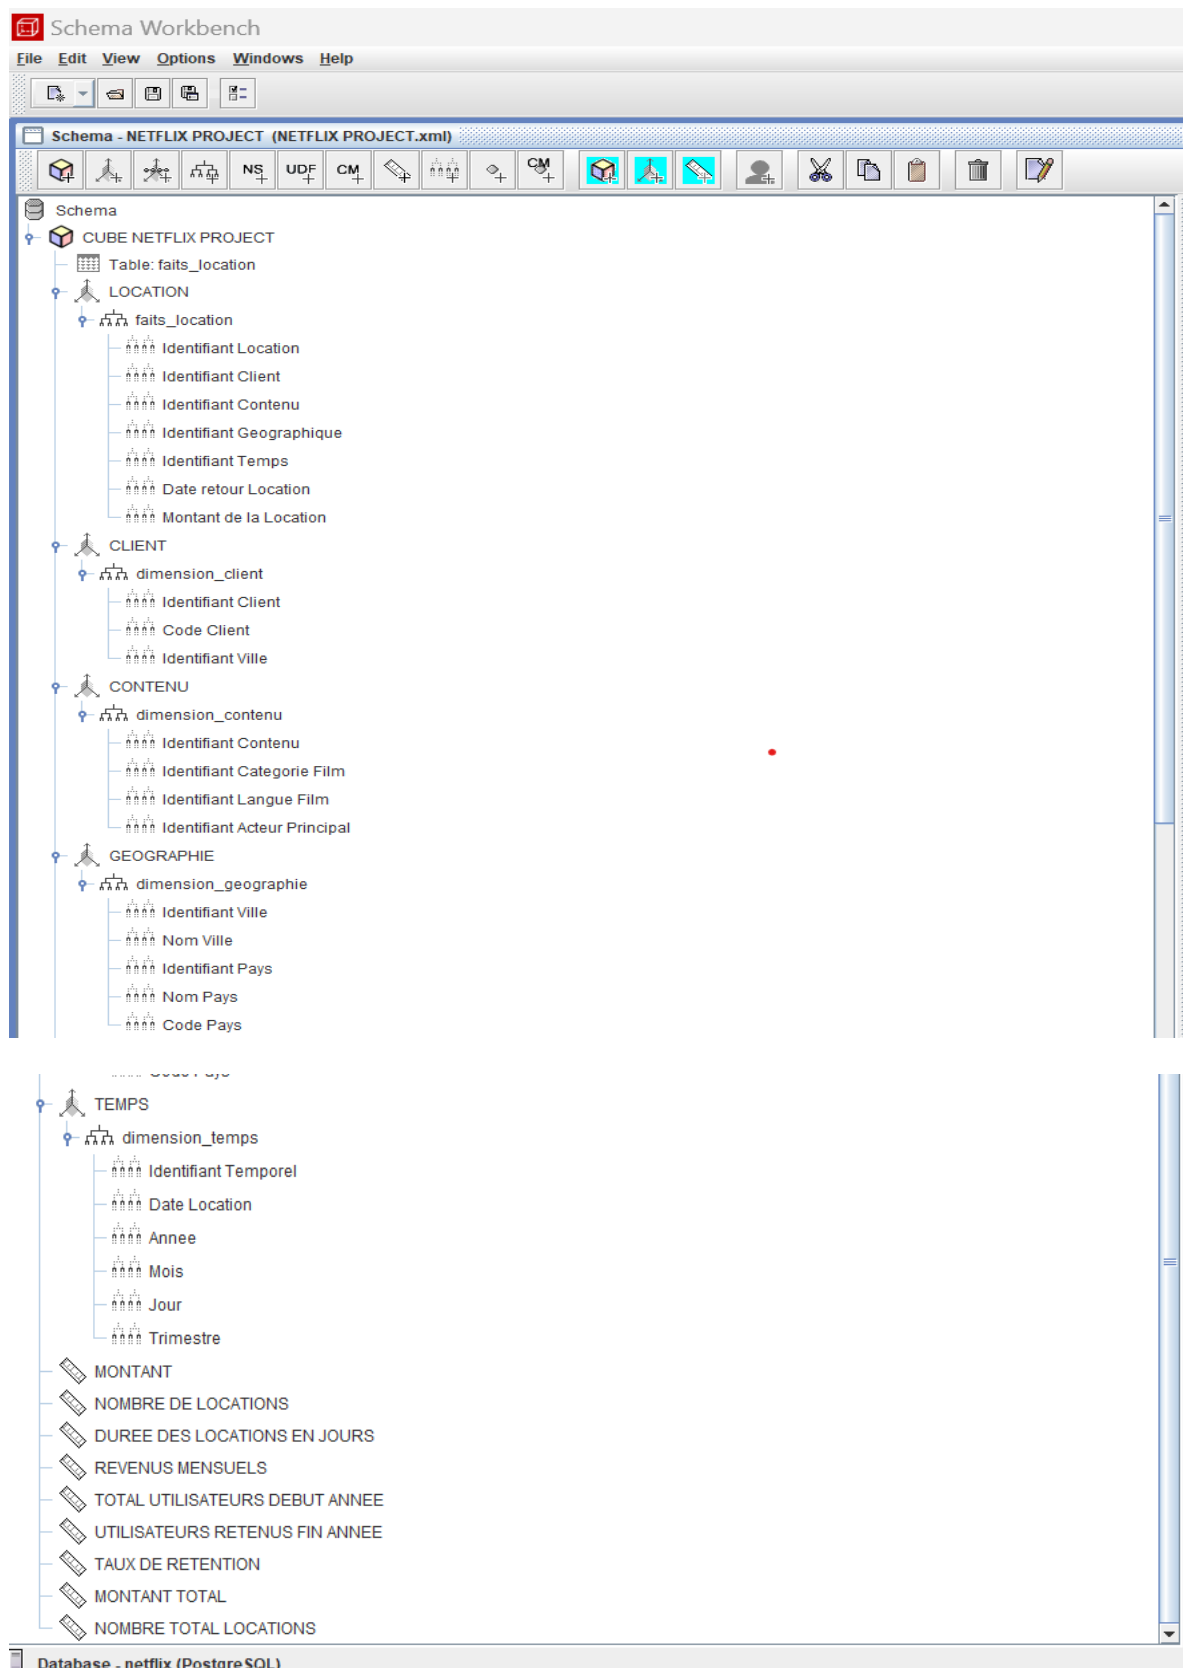 Schema Workbench
File Edit View Options Windows Help
Schema - NETFLIX PROJECT (NETFLIX PROJECT.xml)
NS UDF CM CM
Schema
CUBE NETFLIX PROJECT
Table: faits_location
LOCATION
faits_location
Identifiant Location
Identifiant Client
Identifiant Contenu
Identifiant Geographique
Identifiant Temps
Date retour Location
Montant de la Location
CLIENT
dimension_client
Identifiant Client
Code Client
Identifiant Ville
CONTENU
dimension_contenu
Identifiant Contenu
Identifiant Categorie Film
Identifiant Langue Film
Identifiant Acteur Principal
GEOGRAPHIE
dimension_geographie
Identifiant Ville
Nom Ville
Identifiant Pays
Nom Pays
Code Pays
Code Pays
TEMPS
dimension_temps
Identifiant Temporel
Date Location
Annee
Mois
Jour
Trimestre
MONTANT
NOMBRE DE LOCATIONS
DUREE DES LOCATIONS EN JOURS
REVENUS MENSUELS
TOTAL UTILISATEURS DEBUT ANNEE
UTILISATEURS RETENUS FIN ANNEE
TAUX DE RETENTION
MONTANT TOTAL
NOMBRE TOTAL LOCATIONS
Database - netflix (PostgreSQL)